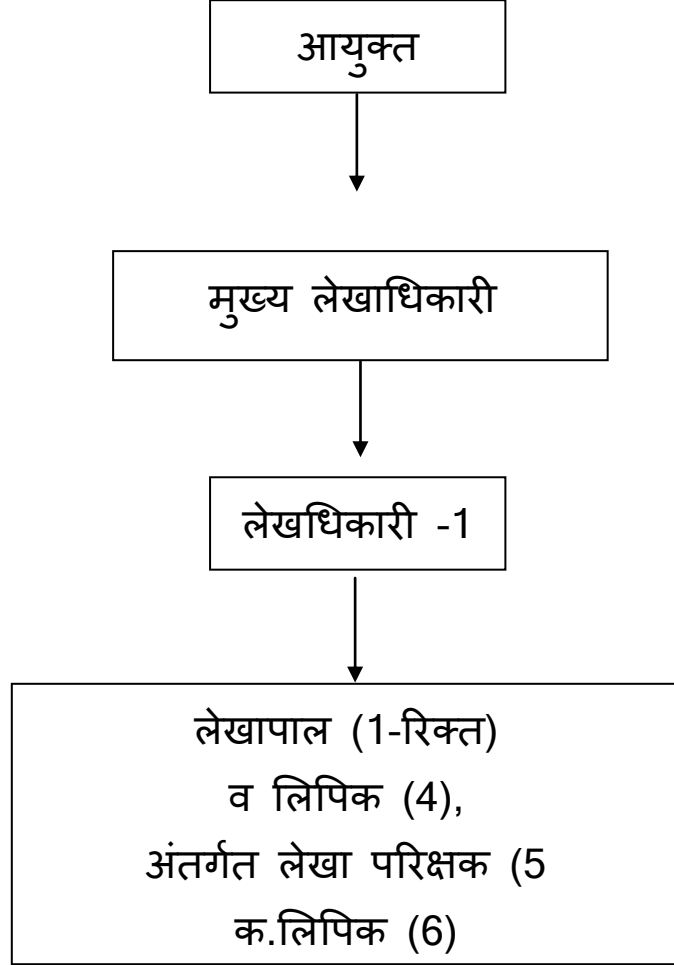 आयुक्त
मुख्य लेखाधिकारी
लेखधिकारी -1
लेखापाल (1-रिक्त)
व लिपिक (4),
अंतर्गत लेखा परिक्षक (5
क.लिपिक (6)